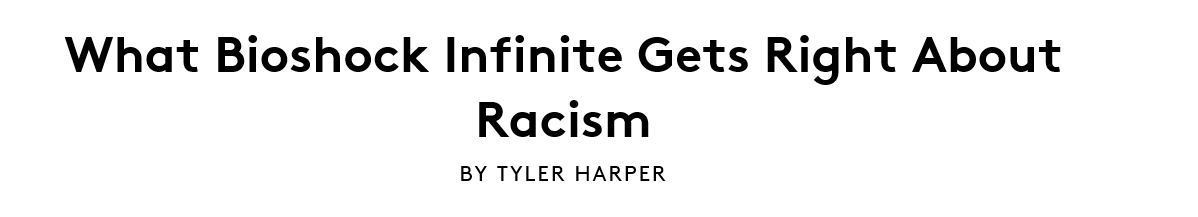 What Bioshock Infinite Gets Right About
Racism
BY TYLER HARPER